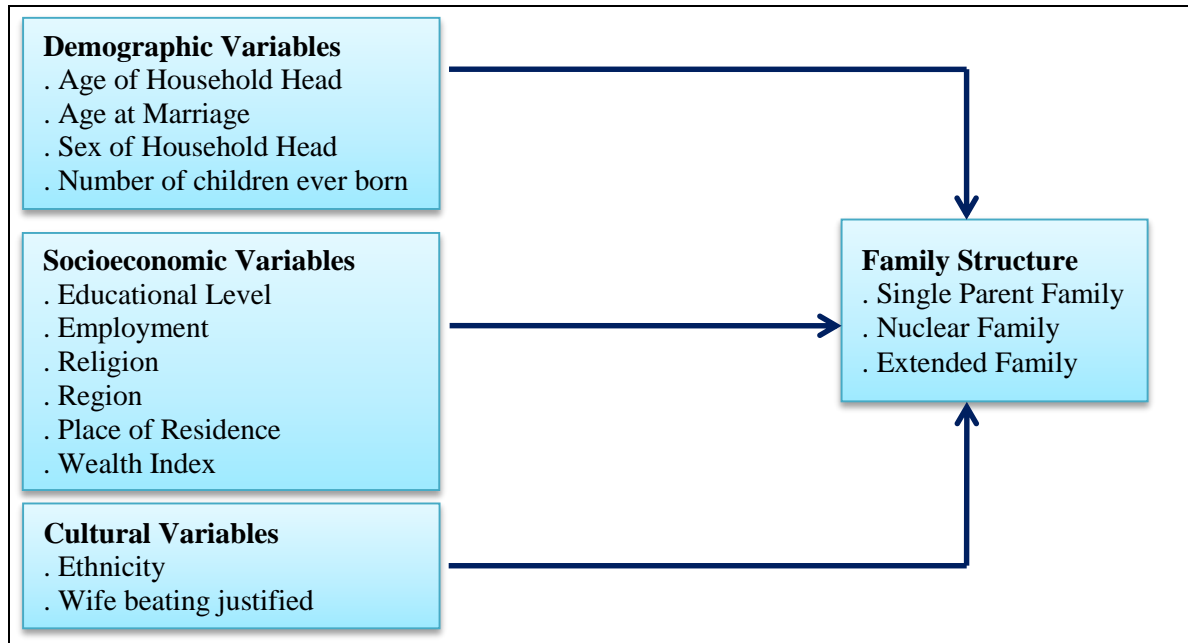 Demographic Variables
. Age of Household Head
. Age at Marriage
. Sex of Household Head
. Number of children ever born
Socioeconomic Variables
. Educational Level
. Employment
. Religion
. Region
. Place of Residence
. Wealth Index
Cultural Variables
. Ethnicity
. Wife beating justified
Family Structure
. Single Parent Family
. Nuclear Family
. Extended Family